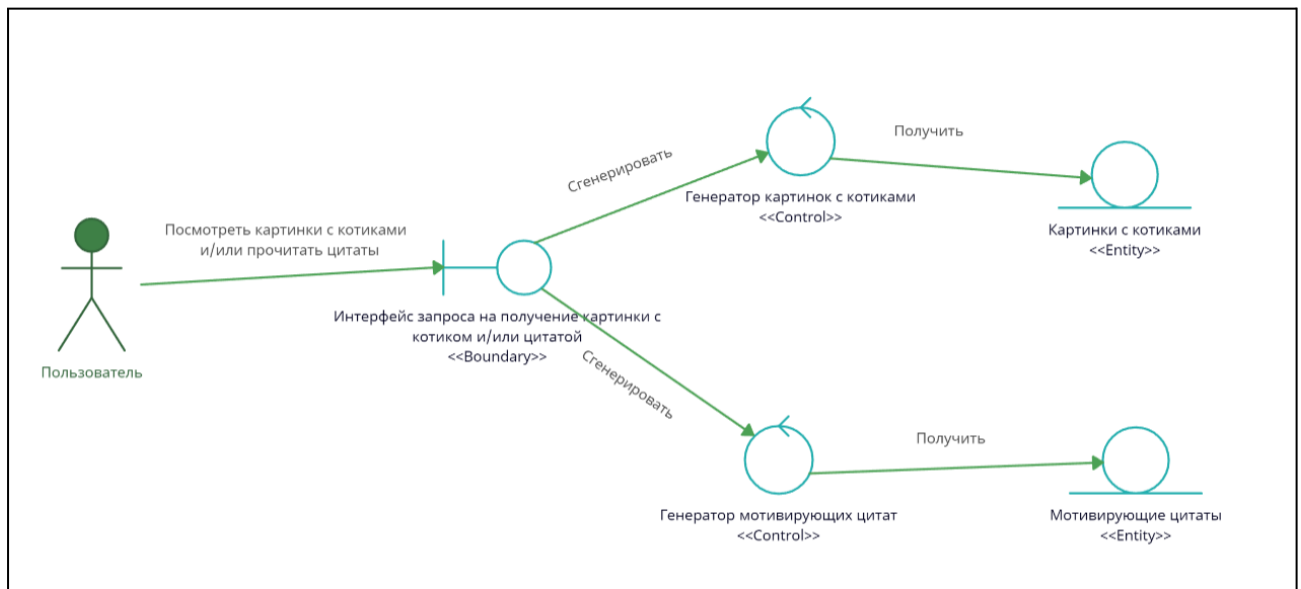 Посмотреть картинки с котиками
и/или прочитать цитаты
Пользователь
Интерфейс запроса на получение картинки с
котиком и/или цитатой
<<Boundary>>
Сгенерировать
Генератор картинок с котиками
<<Control>>
Получить
Картинки с котиками
<<Entity>>
Сгенерировать
Генератор мотивирующих цитат
<<Control>>
Получить
Мотивирующие цитаты
<<Entity>>